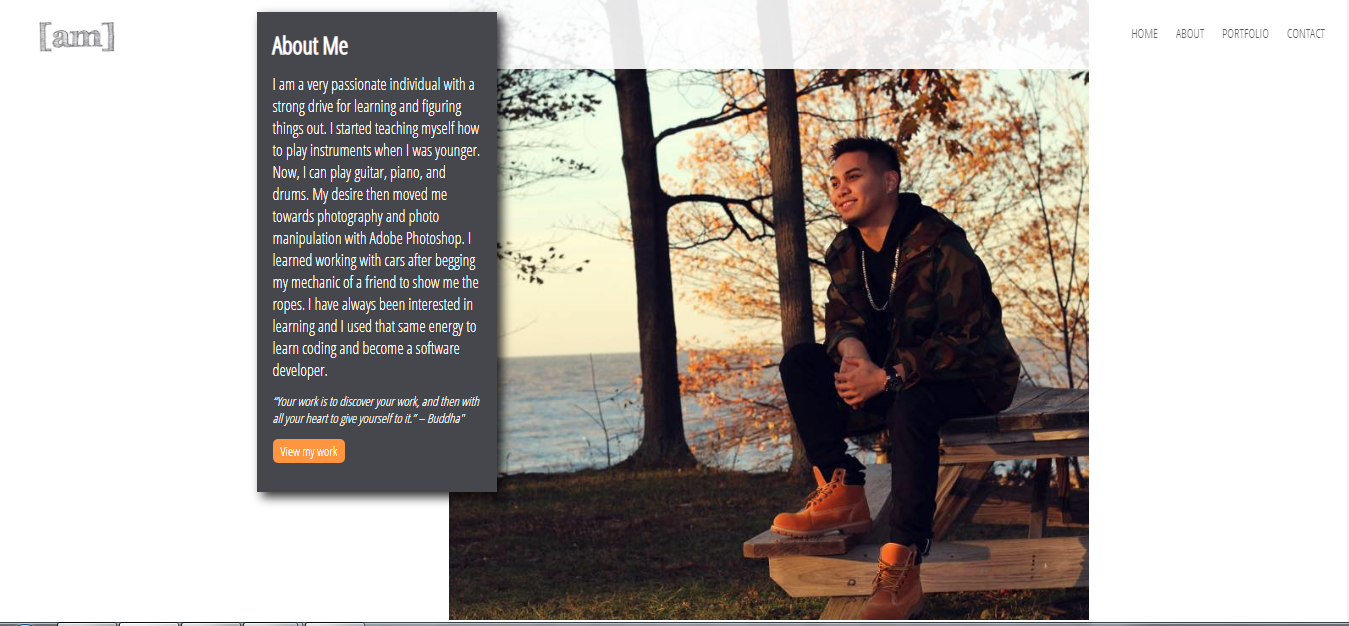 [am]
HOME ABOUT PORTFOLIO CONTACT
About Me
I am a very passionate individual with a
strong drive for learning and figuring
things out. I started teaching myself how
to play instruments when I was younger.
Now, I can play guitar, piano, and
drums. My desire then moved me
towards photography and photo
manipulation with Adobe Photoshop. I
learned working with cars after begging
my mechanic of a friend to show me the
ropes. I have always been interested in
learning and I used that same energy to
learn coding and become a software
developer.
“Your work is to discover your work, and then with
all your heart to give yourself to it.” – Buddha"
View my work